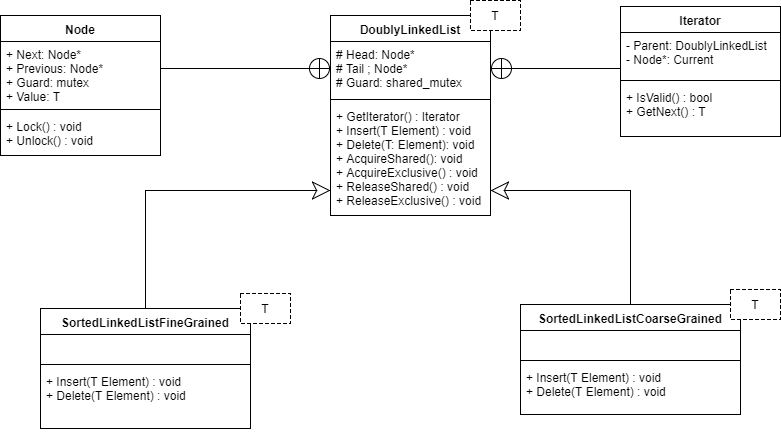 Node
+ Next: Node*
+ Previous: Node*
+ Guard: mutex
+ Value: T
+ Lock() : void
+ Unlock() : void
T
DoublyLinkedList
# Head: Node*
# Tail ; Node*
# Guard: shared_mutex
+ GetIterator() : Iterator
+ Insert(T Element) : void
+ Delete(T: Element): void
+ AcquireShared(): void
+ AcquireExclusive() : void
+ ReleaseShared() : void
+ ReleaseExclusive() : void
Iterator
- Parent: DoublyLinkedList
- Node*: Current
+ IsValid() : bool
+ GetNext() : T
T
SortedLinkedListFineGrained
+ Insert(T Element) : void
+ Delete(T Element) : void
T
SortedLinkedListCoarseGrained
+ Insert(T Element) : void
+ Delete(T Element) : void